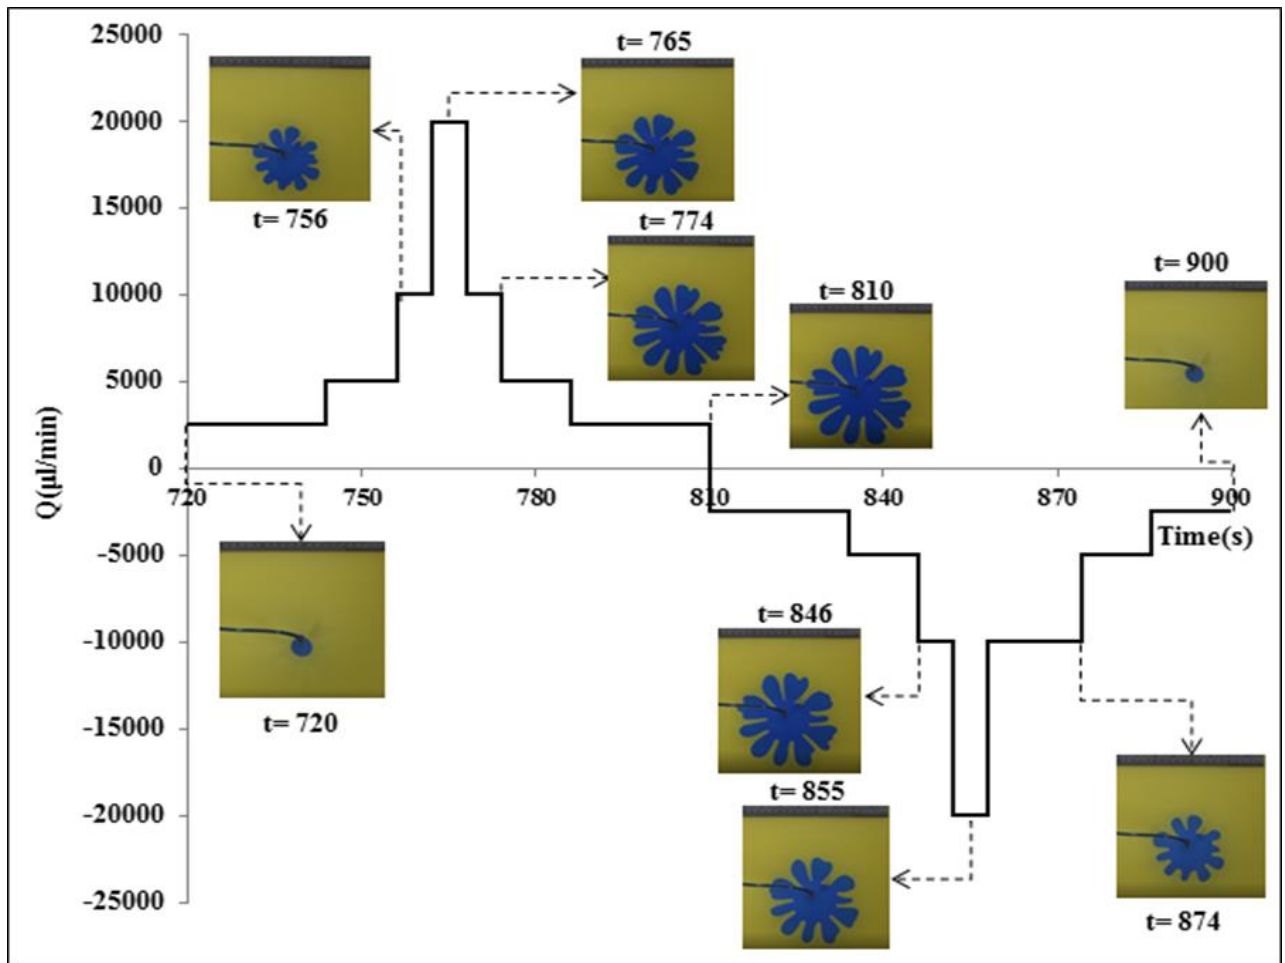 25000
20000
15000
10000
5000
0
-5000
-10000
-15000
-20000
-25000
Q(µl/min)
720 750 780 810 840 870 900
Time(s)
t= 765
t= 756
t= 774
t= 810
t= 900
t= 720
t= 846
t= 855
t= 874